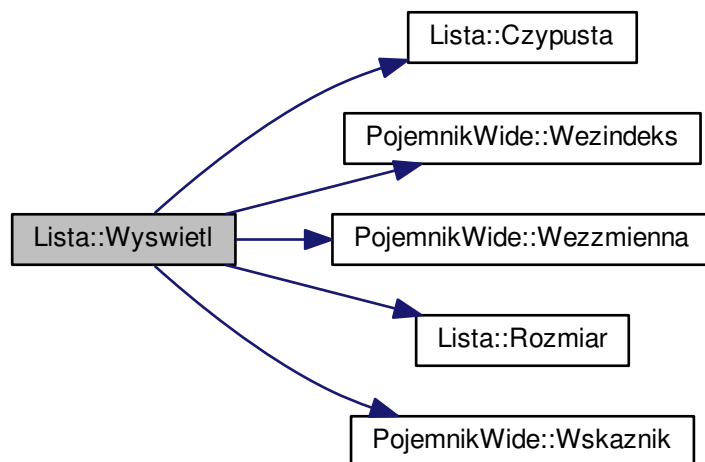 Lista::Czypusta
PojemnikWide::Wezindeks
Lista::Wyswietl
PojemnikWide::Wezzmienna
Lista::Rozmiar
PojemnikWide::Wskaznik